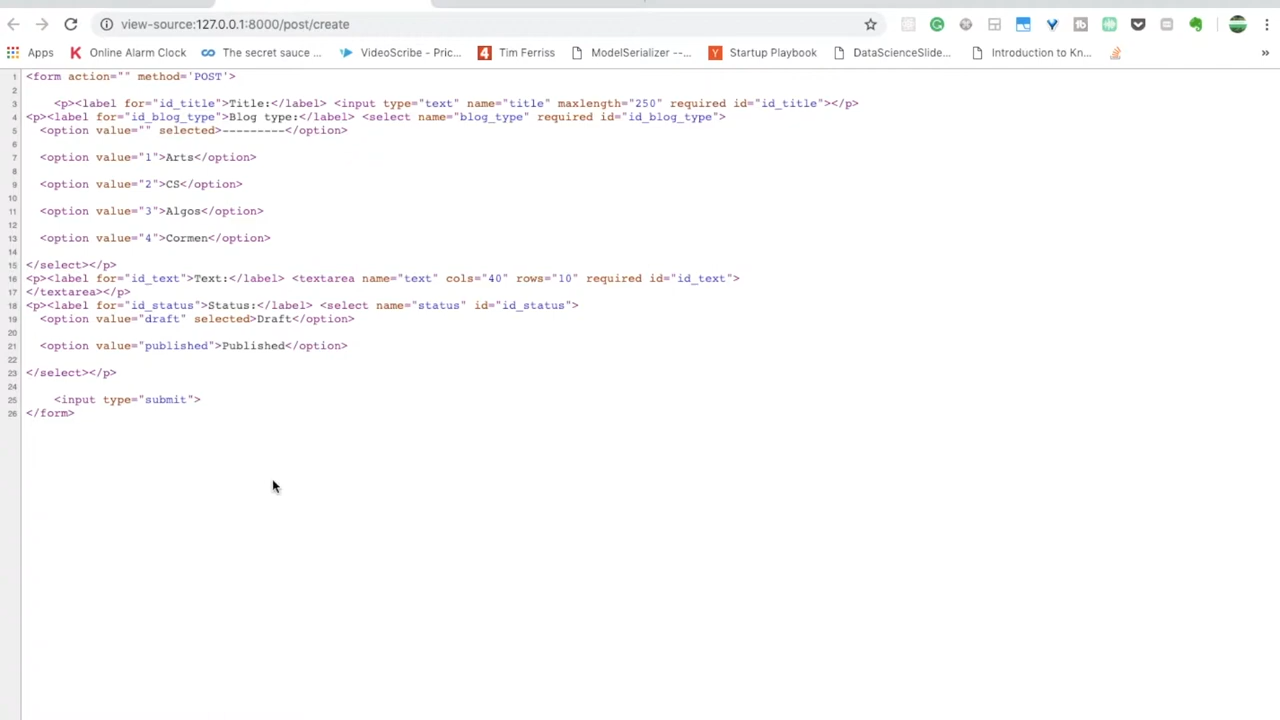 view-source:127.0.0.1:8000/post/create
Apps Online Alarm Clock The secret sauce ... VideoScribe - Pric... 4 Tim Ferriss ModelSerializer --... Y Startup Playbook DataScienceSlide... Introduction to Kn... »
1 <form action="" method='POST'>
2
3 <p><label for="id_title">Title:</label> <input type="text" name="title" maxlength="250" required id="id_title"></p>
4 <p><label for="id_blog_type">Blog type:</label> <select name="blog_type" required id="id_blog_type">
5 <option value="" selected>---------</option>
6
7 <option value="1">Arts</option>
8
9 <option value="2">CS</option>
10
11 <option value="3">Algos</option>
12
13 <option value="4">Cormen</option>
14
15 </select></p>
16 <p><label for="id_text">Text:</label> <textarea name="text" cols="40" rows="10" required id="id_text">
17 </textarea></p>
18 <p><label for="id_status">Status:</label> <select name="status" id="id_status">
19 <option value="draft" selected>Draft</option>
20
21 <option value="published">Published</option>
22
23 </select></p>
24
25 <input type="submit">
26 </form>